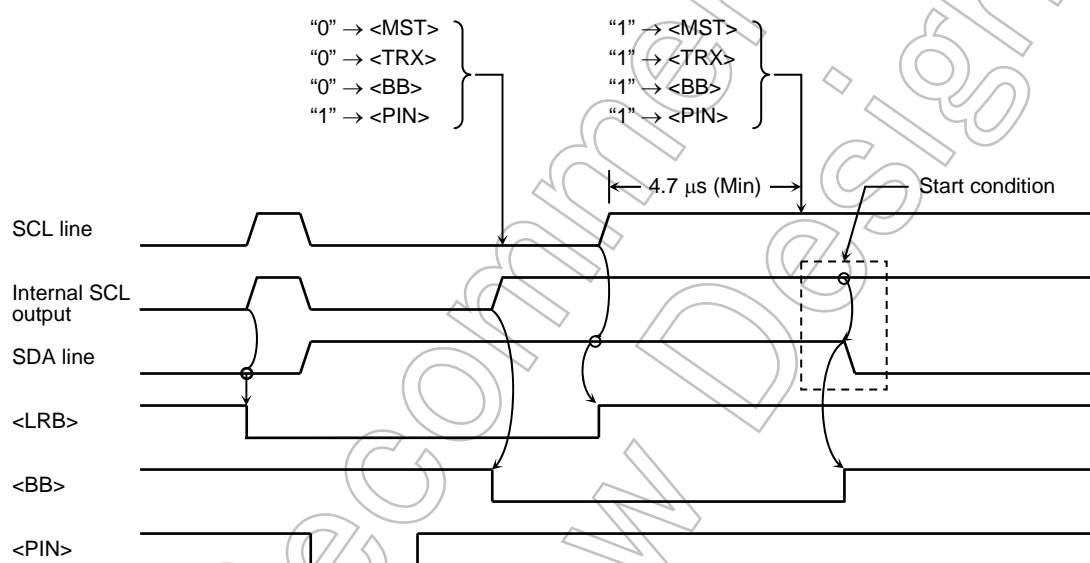 “0” → <MST> “1” → <MST>
“0” → <TRX> “1” → <TRX>
“0” → <BB> “1” → <BB>
“1” → <PIN> “1” → <PIN>
4.7 μs (Min) Start condition
SCL line
Internal SCL
output
SDA line
<LRB>
<BB>
<PIN>